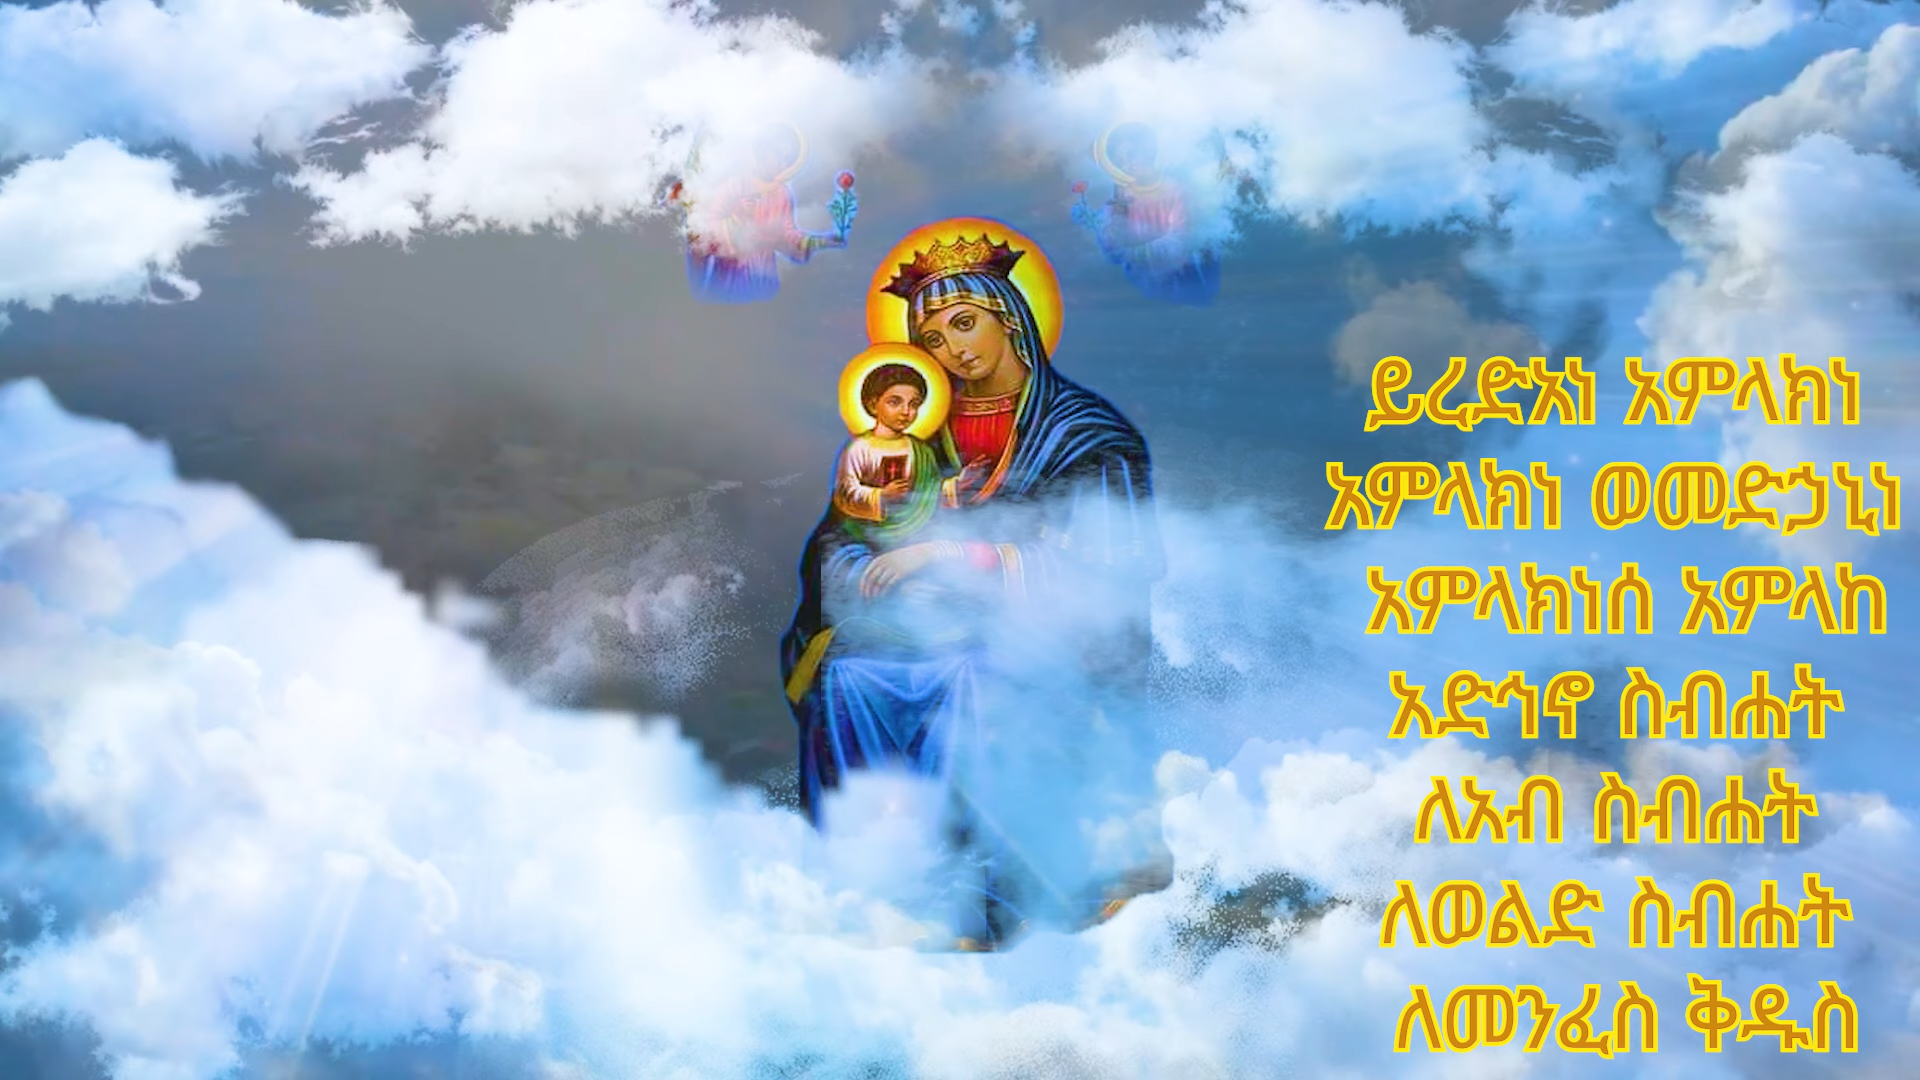 ይረድአነ አምላክነ
አምላክነ ወመድኃኒነ
አምላክነሰ አምላከ
አድኅኖ ስብሐት
ለአብ ስብሐት
ለወልድ ስብሐት
ለመንፈስ ቅዱስ